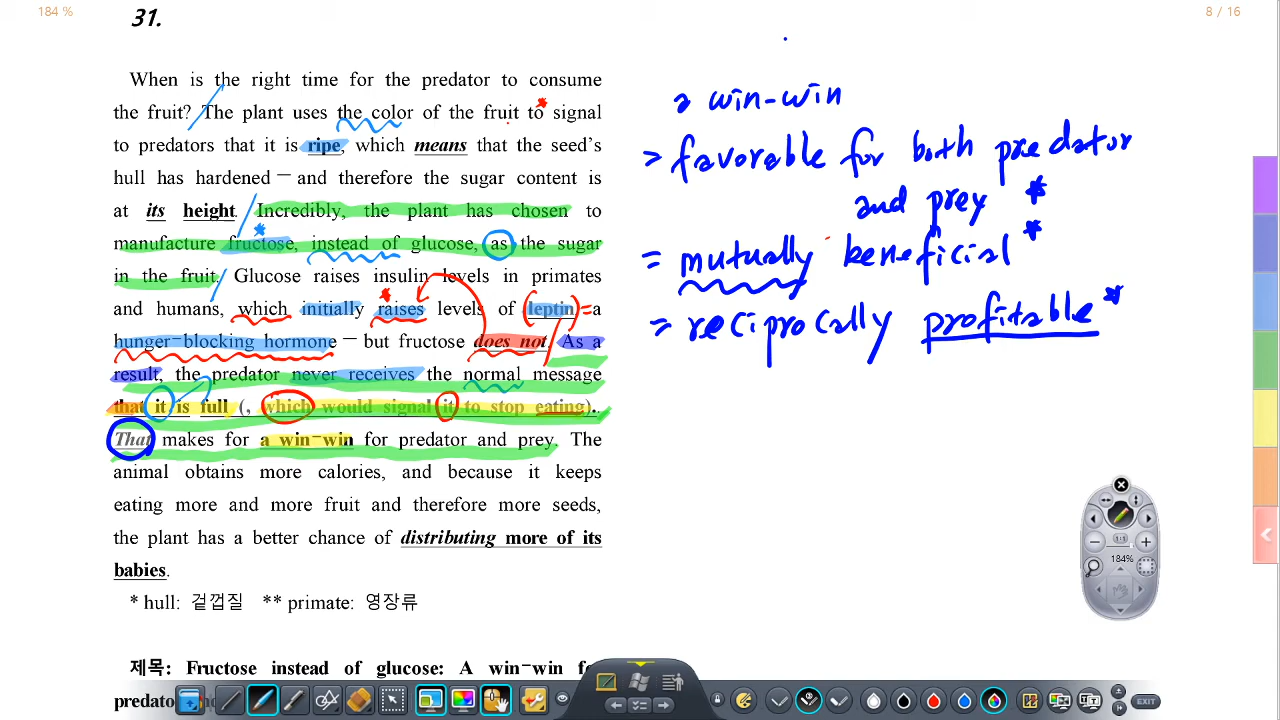 184 %
8 / 16
31.
When is the right time for the predator to consume
the fruit? The plant uses the color of the fruit to signal
to predators that it is ripe, which means that the seed's
hull has hardened — and therefore the sugar content is
at its height. Incredibly, the plant has chosen to
manufacture fructose, instead of glucose, as the sugar
in the fruit. Glucose raises insulin levels in primates
and humans, which initially raises levels of (leptin) = a
hunger-blocking hormone — but fructose does not. As a
result, the predator never receives the normal message
that it is full (, which would signal it to stop eating).
That makes for a win-win for predator and prey. The
animal obtains more calories, and because it keeps
eating more and more fruit and therefore more seeds,
the plant has a better chance of distributing more of its
babies.
* hull: 겉껍질 ** primate: 영장류
제목: Fructose instead of glucose: A win-win
a win-win
> favorable for both predator
and prey *
= mutually beneficial *
= reciprocally profitable *
184%
1:1
EXIT